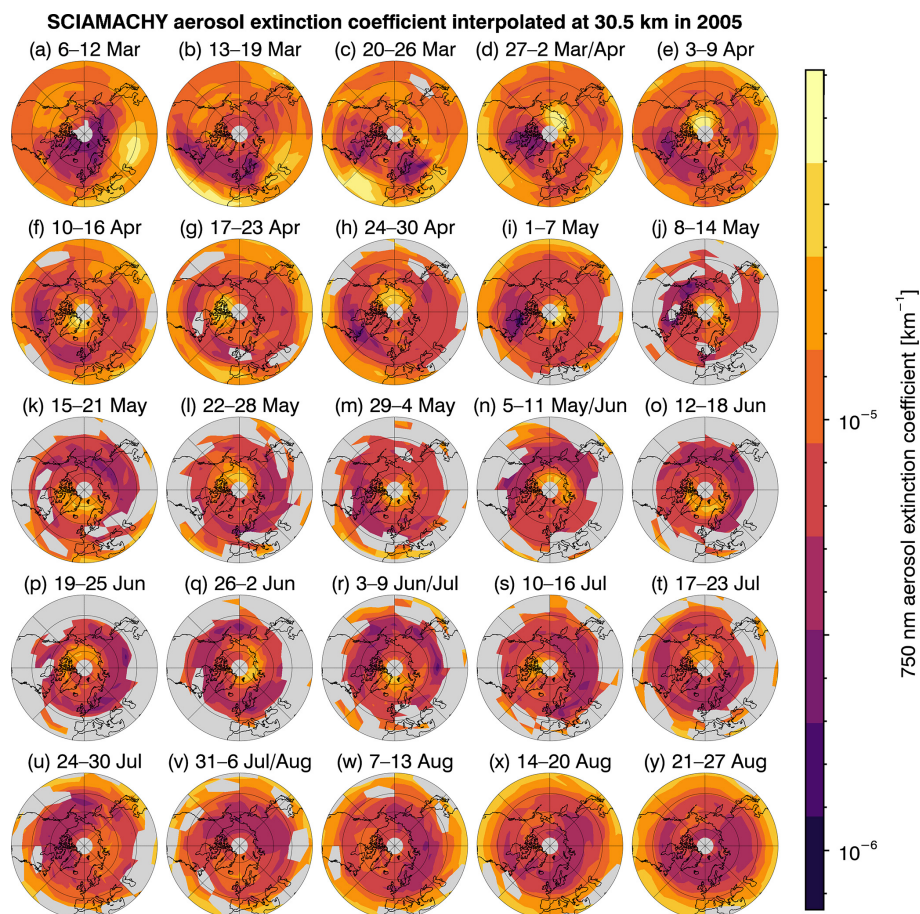 SCIAMACHY aerosol extinction coefficient interpolated at 30.5 km in 2005
(a) 6–12 Mar
(b) 13–19 Mar
(c) 20–26 Mar
(d) 27–2 Mar/Apr
(e) 3–9 Apr
(f) 10–16 Apr
(g) 17–23 Apr
(h) 24–30 Apr
(i) 1–7 May
(j) 8–14 May
(k) 15–21 May
(l) 22–28 May
(m) 29–4 May
(n) 5–11 May/Jun
(o) 12–18 Jun
(p) 19–25 Jun
(q) 26–2 Jun
(r) 3–9 Jun/Jul
(s) 10–16 Jul
(t) 17–23 Jul
(u) 24–30 Jul
(v) 31–6 Jul/Aug
(w) 7–13 Aug
(x) 14–20 Aug
(y) 21–27 Aug
10⁻⁵
10⁻⁶
750 nm aerosol extinction coefficient [km⁻¹]